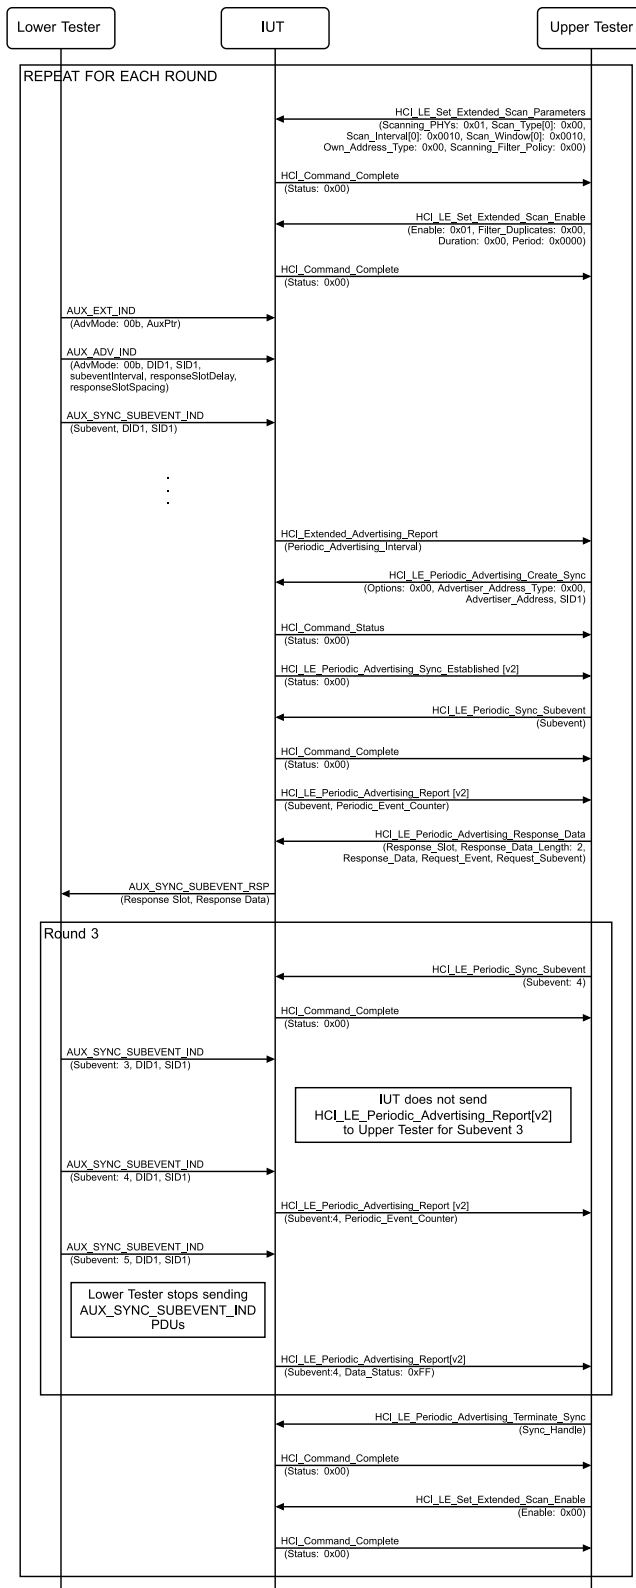 Lower Tester
IUT
Upper Tester
REPEAT FOR EACH ROUND
HCI_LE_Set_Extended_Scan_Parameters
(Scanning_PHYs: 0x01, Scan_Type[0]: 0x00,
Scan_Interval[0]: 0x0010, Scan_Window[0]: 0x0010,
Own_Address_Type: 0x00, Scanning_Filter_Policy: 0x00)
HCI_Command_Complete
(Status: 0x00)
HCI_LE_Set_Extended_Scan_Enable
(Enable: 0x01, Filter_Duplicates: 0x00,
Duration: 0x00, Period: 0x0000)
HCI_Command_Complete
(Status: 0x00)
AUX_EXT_IND
(AdvMode: 00b, AuxPtr)
AUX_ADV_IND
(AdvMode: 00b, DID1, SID1,
subeventInterval, responseSlotDelay,
responseSlotSpacing)
AUX_SYNC_SUBEVENT_IND
(Subevent, DID1, SID1)
.
.
.
HCI_Extended_Advertising_Report
(Periodic_Advertising_Interval)
HCI_LE_Periodic_Advertising_Create_Sync
(Options: 0x00, Advertiser_Address_Type: 0x00,
Advertiser_Address, SID1)
HCI_Command_Status
(Status: 0x00)
HCI_LE_Periodic_Advertising_Sync_Established [v2]
(Status: 0x00)
HCI_LE_Periodic_Sync_Subevent
(Subevent)
HCI_Command_Complete
(Status: 0x00)
HCI_LE_Periodic_Advertising_Report [v2]
(Subevent, Periodic_Event_Counter)
HCI_LE_Periodic_Advertising_Response_Data
(Response_Slot, Response_Data_Length: 2,
Response_Data, Request_Event, Request_Subevent)
AUX_SYNC_SUBEVENT_RSP
(Response Slot, Response Data)
Round 3
HCI_LE_Periodic_Sync_Subevent
(Subevent: 4)
HCI_Command_Complete
(Status: 0x00)
AUX_SYNC_SUBEVENT_IND
(Subevent: 3, DID1, SID1)
IUT does not send
HCI_LE_Periodic_Advertising_Report[v2]
to Upper Tester for Subevent 3
AUX_SYNC_SUBEVENT_IND
(Subevent: 4, DID1, SID1)
HCI_LE_Periodic_Advertising_Report [v2]
(Subevent:4, Periodic_Event_Counter)
AUX_SYNC_SUBEVENT_IND
(Subevent: 5, DID1, SID1)
Lower Tester stops sending
AUX_SYNC_SUBEVENT_IND
PDUs
HCI_LE_Periodic_Advertising_Report[v2]
(Subevent:4, Data_Status: 0xFF)
HCI_LE_Periodic_Advertising_Terminate_Sync
(Sync_Handle)
HCI_Command_Complete
(Status: 0x00)
HCI_LE_Set_Extended_Scan_Enable
(Enable: 0x00)
HCI_Command_Complete
(Status: 0x00)